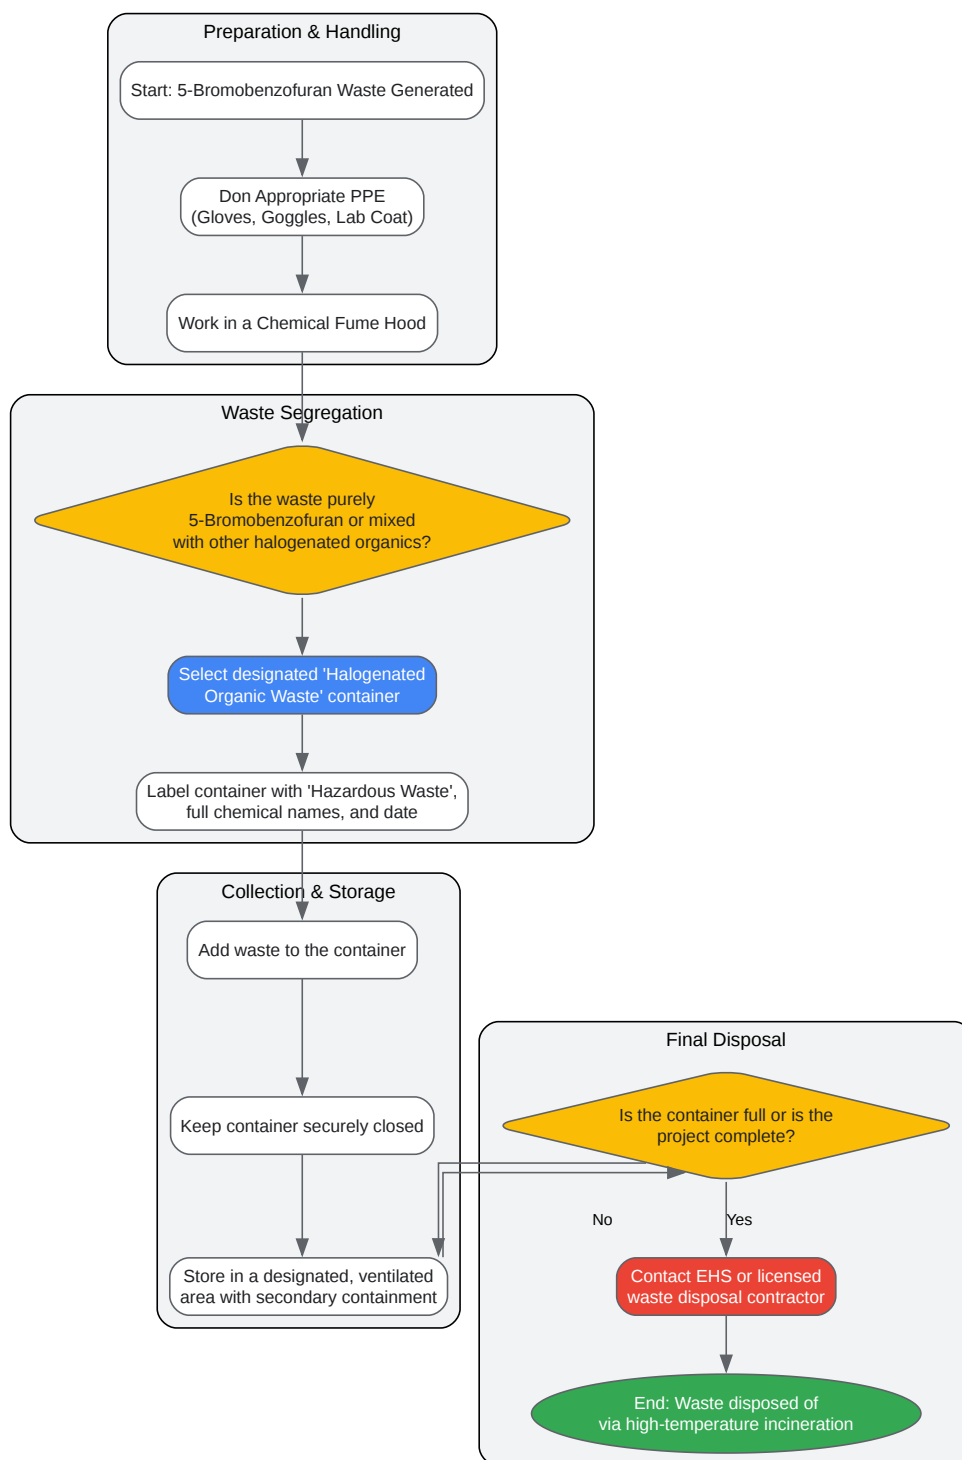 Preparation & Handling
Start: 5-Bromobenzofuran Waste Generated
Don Appropriate PPE
(Gloves, Goggles, Lab Coat)
Work in a Chemical Fume Hood
Waste Segregation
Is the waste purely
5-Bromobenzofuran or mixed
with other halogenated organics?
Select designated 'Halogenated
Organic Waste' container
Label container with 'Hazardous Waste',
full chemical names, and date
Collection & Storage
Add waste to the container
Keep container securely closed
Store in a designated, ventilated
area with secondary containment
Final Disposal
Is the container full or is the
project complete?
No
Yes
Contact EHS or licensed
waste disposal contractor
End: Waste disposed of
via high-temperature incineration